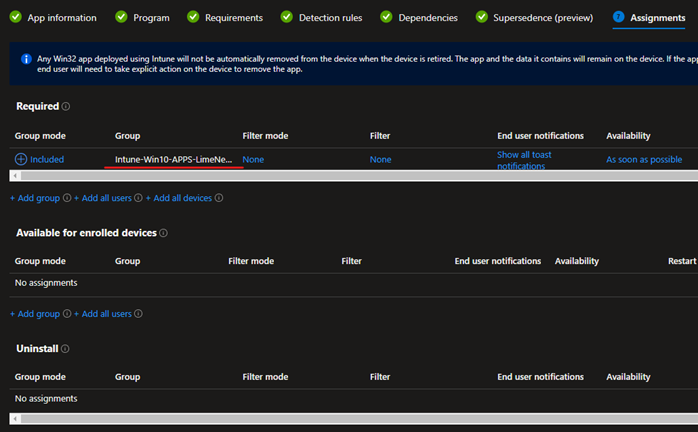 App information Program Requirements Detection rules Dependencies Supersedence (preview) 7 Assignments
Any Win32 app deployed using Intune will not be automatically removed from the device when the device is retired. The app and the data it contains will remain on the device. If the app
end user will need to take explicit action on the device to remove the app.
Required
Group mode Group Filter mode Filter End user notifications Availability
Included Intune-Win10-APPS-LimeNe... None None Show all toast notifications As soon as possible
+ Add group + Add all users + Add all devices
Available for enrolled devices
Group mode Group Filter mode Filter End user notifications Availability Restart
No assignments
+ Add group + Add all users
Uninstall
Group mode Group Filter mode Filter End user notifications Availability
No assignments